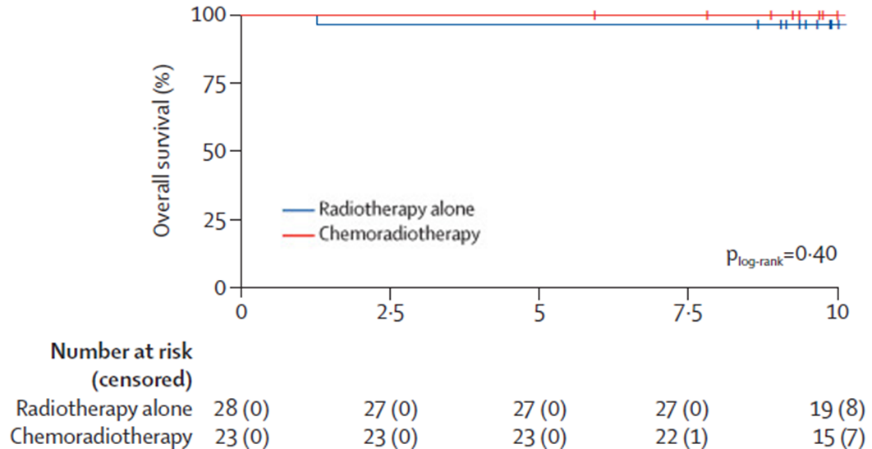 100
75
50
25
0
Overall survival (%)
Radiotherapy alone
Chemoradiotherapy
plog-rank=0·40
0 2·5 5 7·5 10
Number at risk
(censored)
Radiotherapy alone 28 (0) 27 (0) 27 (0) 27 (0) 19 (8)
Chemoradiotherapy 23 (0) 23 (0) 23 (0) 22 (1) 15 (7)